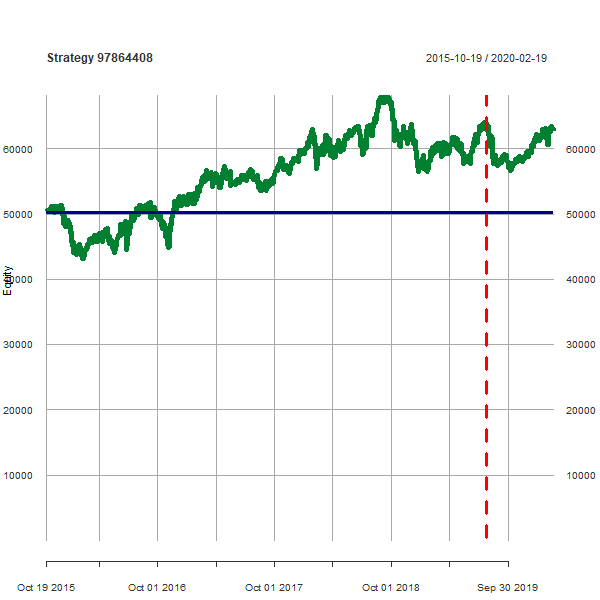 Strategy 97864408
2015-10-19 / 2020-02-19
60000
60000
50000
50000
Equity
40000
40000
30000
30000
20000
20000
10000
10000
Oct 19 2015
Oct 01 2016
Oct 01 2017
Oct 01 2018
Sep 30 2019